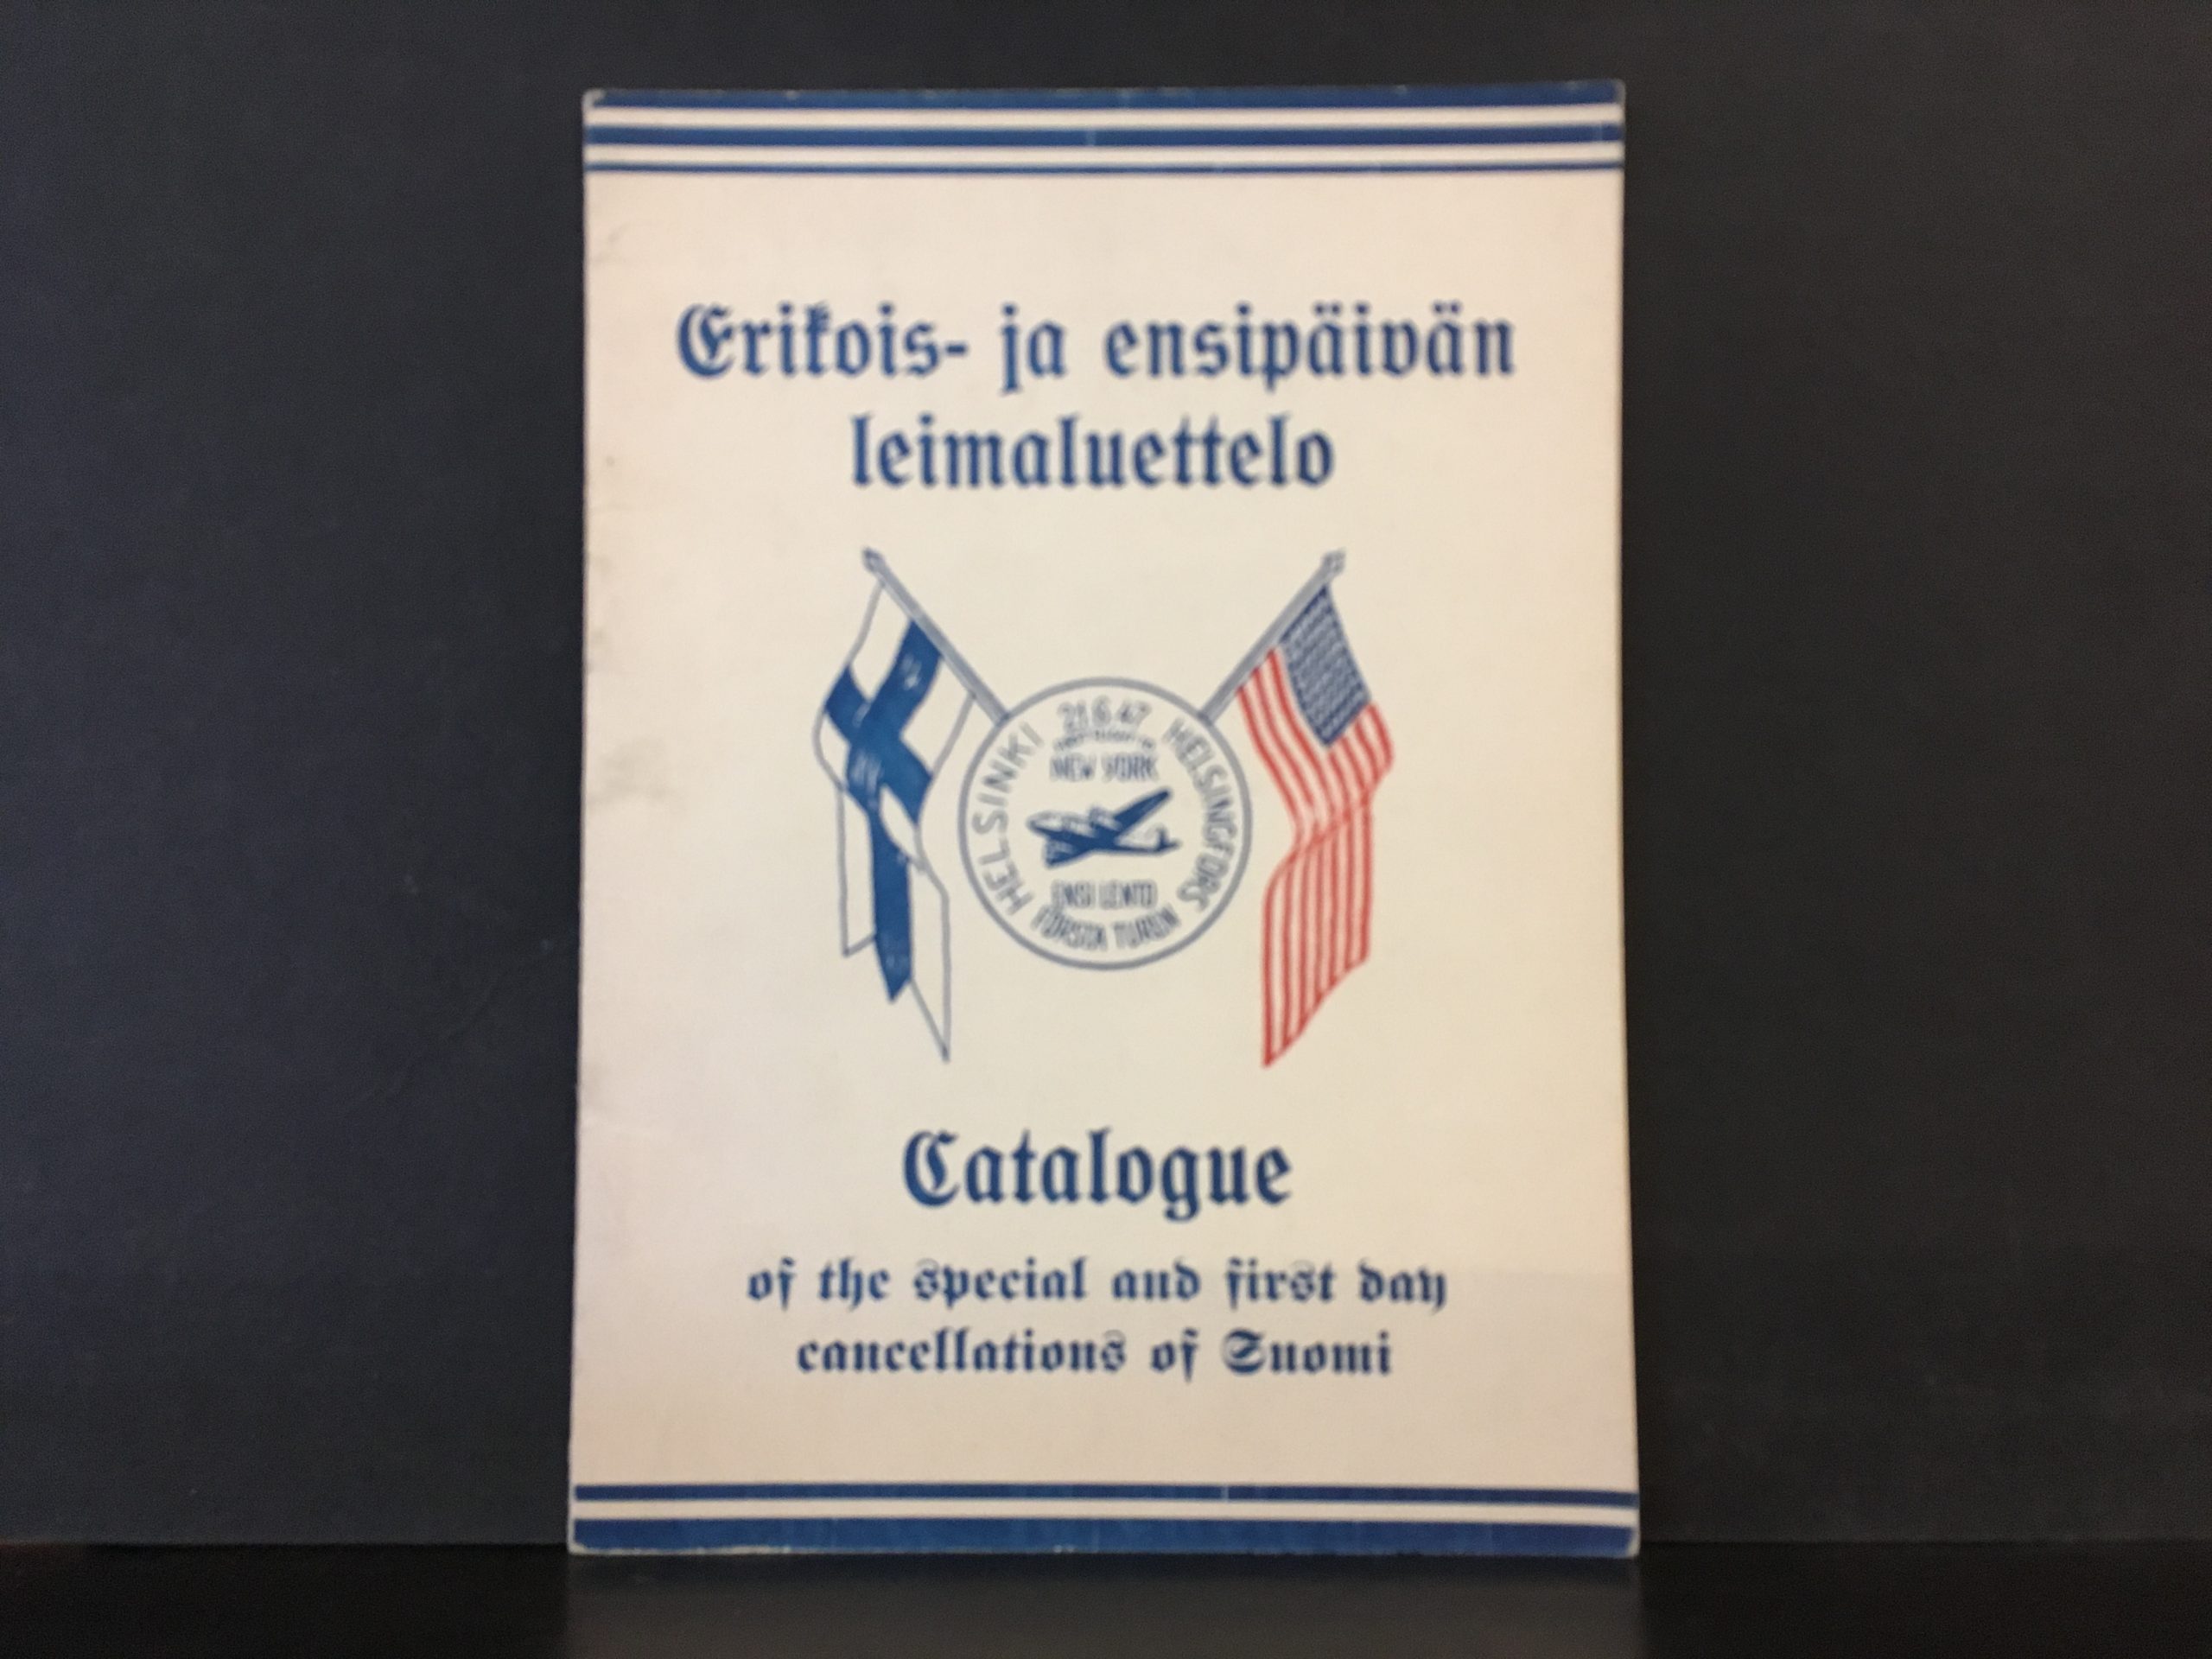 Erikois- ja ensipäivän
leimaluettelo
21.6.47
NEW YORK
HELSINKI
HELSINGFORS
ENSI LENTO
FÖRSTA TUREN
Catalogue
of the special and first day
cancellations of Suomi